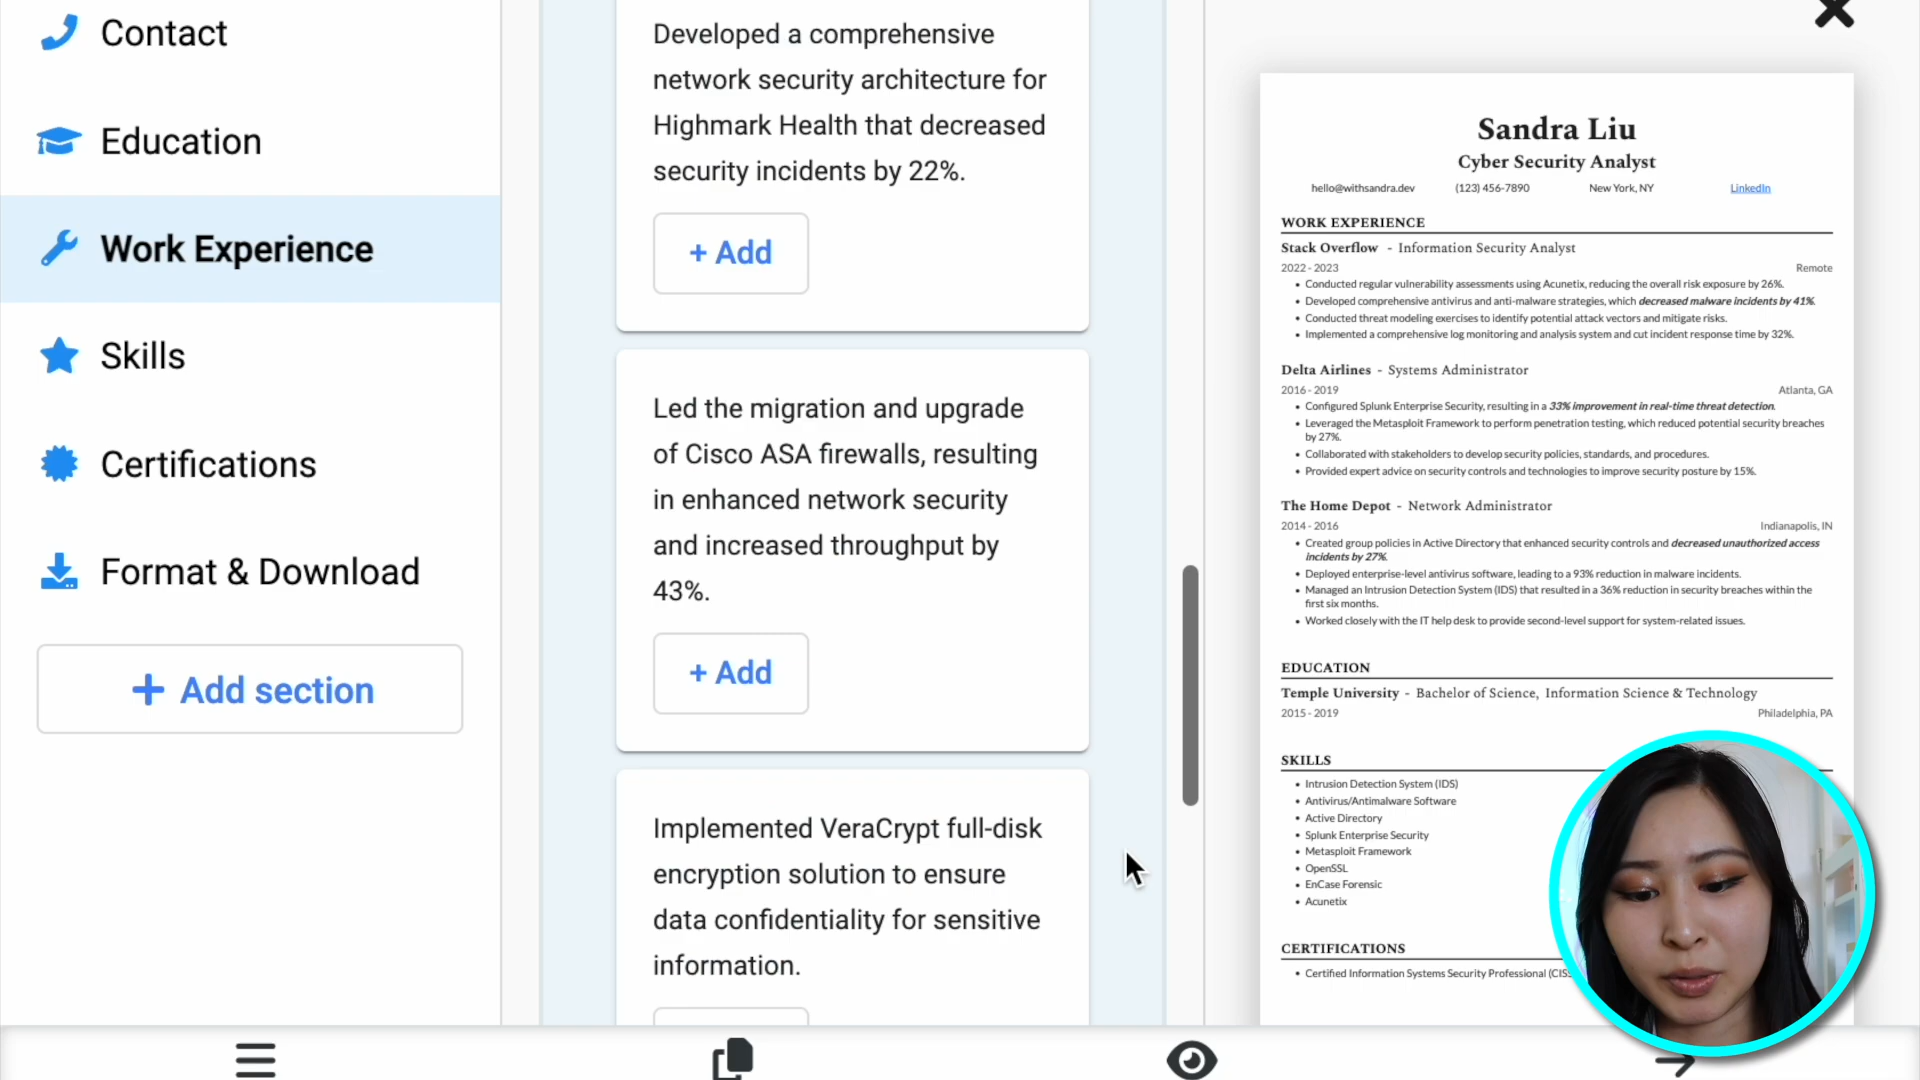 Contact
Education
Work Experience
Skills
Certifications
Format & Download
+ Add section
Developed a comprehensive
network security architecture for
Highmark Health that decreased
security incidents by 22%.
+ Add
Led the migration and upgrade
of Cisco ASA firewalls, resulting
in enhanced network security
and increased throughput by
43%.
+ Add
Implemented VeraCrypt full-disk
encryption solution to ensure
data confidentiality for sensitive
information.
Sandra Liu
Cyber Security Analyst
hello@withsandra.dev (123) 456-7890 New York, NY LinkedIn
WORK EXPERIENCE
Stack Overflow - Information Security Analyst
2022 - 2023 Remote
• Conducted regular vulnerability assessments using Acunetix, reducing the overall risk exposure by 26%.
• Developed comprehensive antivirus and anti-malware strategies, which decreased malware incidents by 41%.
• Conducted threat modeling exercises to identify potential attack vectors and mitigate risks.
• Implemented a comprehensive log monitoring and analysis system and cut incident response time by 32%.
Delta Airlines - Systems Administrator
2016 - 2019 Atlanta, GA
• Configured Splunk Enterprise Security, resulting in a 33% improvement in real-time threat detection.
• Leveraged the Metasploit Framework to perform penetration testing, which reduced potential security breaches
by 27%.
• Collaborated with stakeholders to develop security policies, standards, and procedures.
• Provided expert advice on security controls and technologies to improve security posture by 15%.
The Home Depot - Network Administrator
2014 - 2016 Indianapolis, IN
• Created group policies in Active Directory that enhanced security controls and decreased unauthorized access
incidents by 27%.
• Deployed enterprise-level antivirus software, leading to a 93% reduction in malware incidents.
• Managed an Intrusion Detection System (IDS) that resulted in a 36% reduction in security breaches within the
first six months.
• Worked closely with the IT help desk to provide second-level support for system-related issues.
EDUCATION
Temple University - Bachelor of Science, Information Science & Technology
2015 - 2019 Philadelphia, PA
SKILLS
• Intrusion Detection System (IDS)
• Antivirus/Antimalware Software
• Active Directory
• Splunk Enterprise Security
• Metasploit Framework
• OpenSSL
• EnCase Forensic
• Acunetix
CERTIFICATIONS
• Certified Information Systems Security Professional (CISS